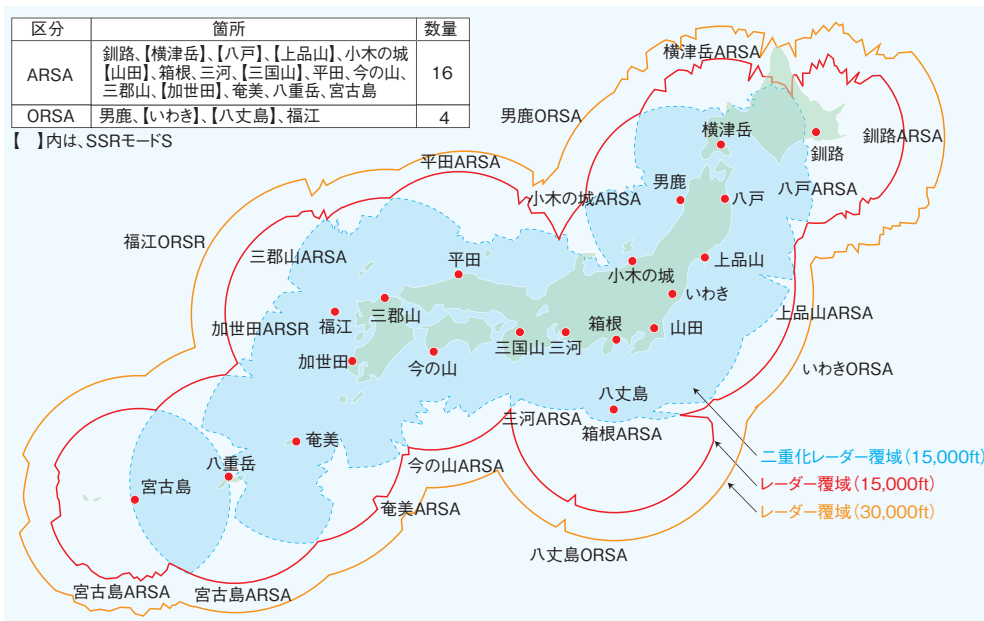 区分 箇所 数量
ARSA 釧路、【横津岳】、【八戸】、【上品山】、小木の城
【山田】、箱根、三河、【三国山】、平田、今の山、
三郡山、【加世田】、奄美、八重岳、宮古島 16
ORSA 男鹿、【いわき】、【八丈島】、福江 4
【　】内は、SSRモードS
横津岳ARSA
男鹿ORSA
横津岳
釧路
釧路ARSA
平田ARSA
小木の城ARSA
男鹿
八戸
八戸ARSA
福江ORSR
三郡山ARSA
平田
小木の城
上品山
いわき
上品山ARSA
加世田ARSR
福江
三郡山
三国山
三河
箱根
山田
加世田
今の山
いわきORSA
八丈島
三河ARSA
箱根ARSA
奄美
八重岳
宮古島
今の山ARSA
奄美ARSA
二重化レーダー覆域(15,000ft)
レーダー覆域(15,000ft)
レーダー覆域(30,000ft)
八丈島ORSA
宮古島ARSA
宮古島ARSA